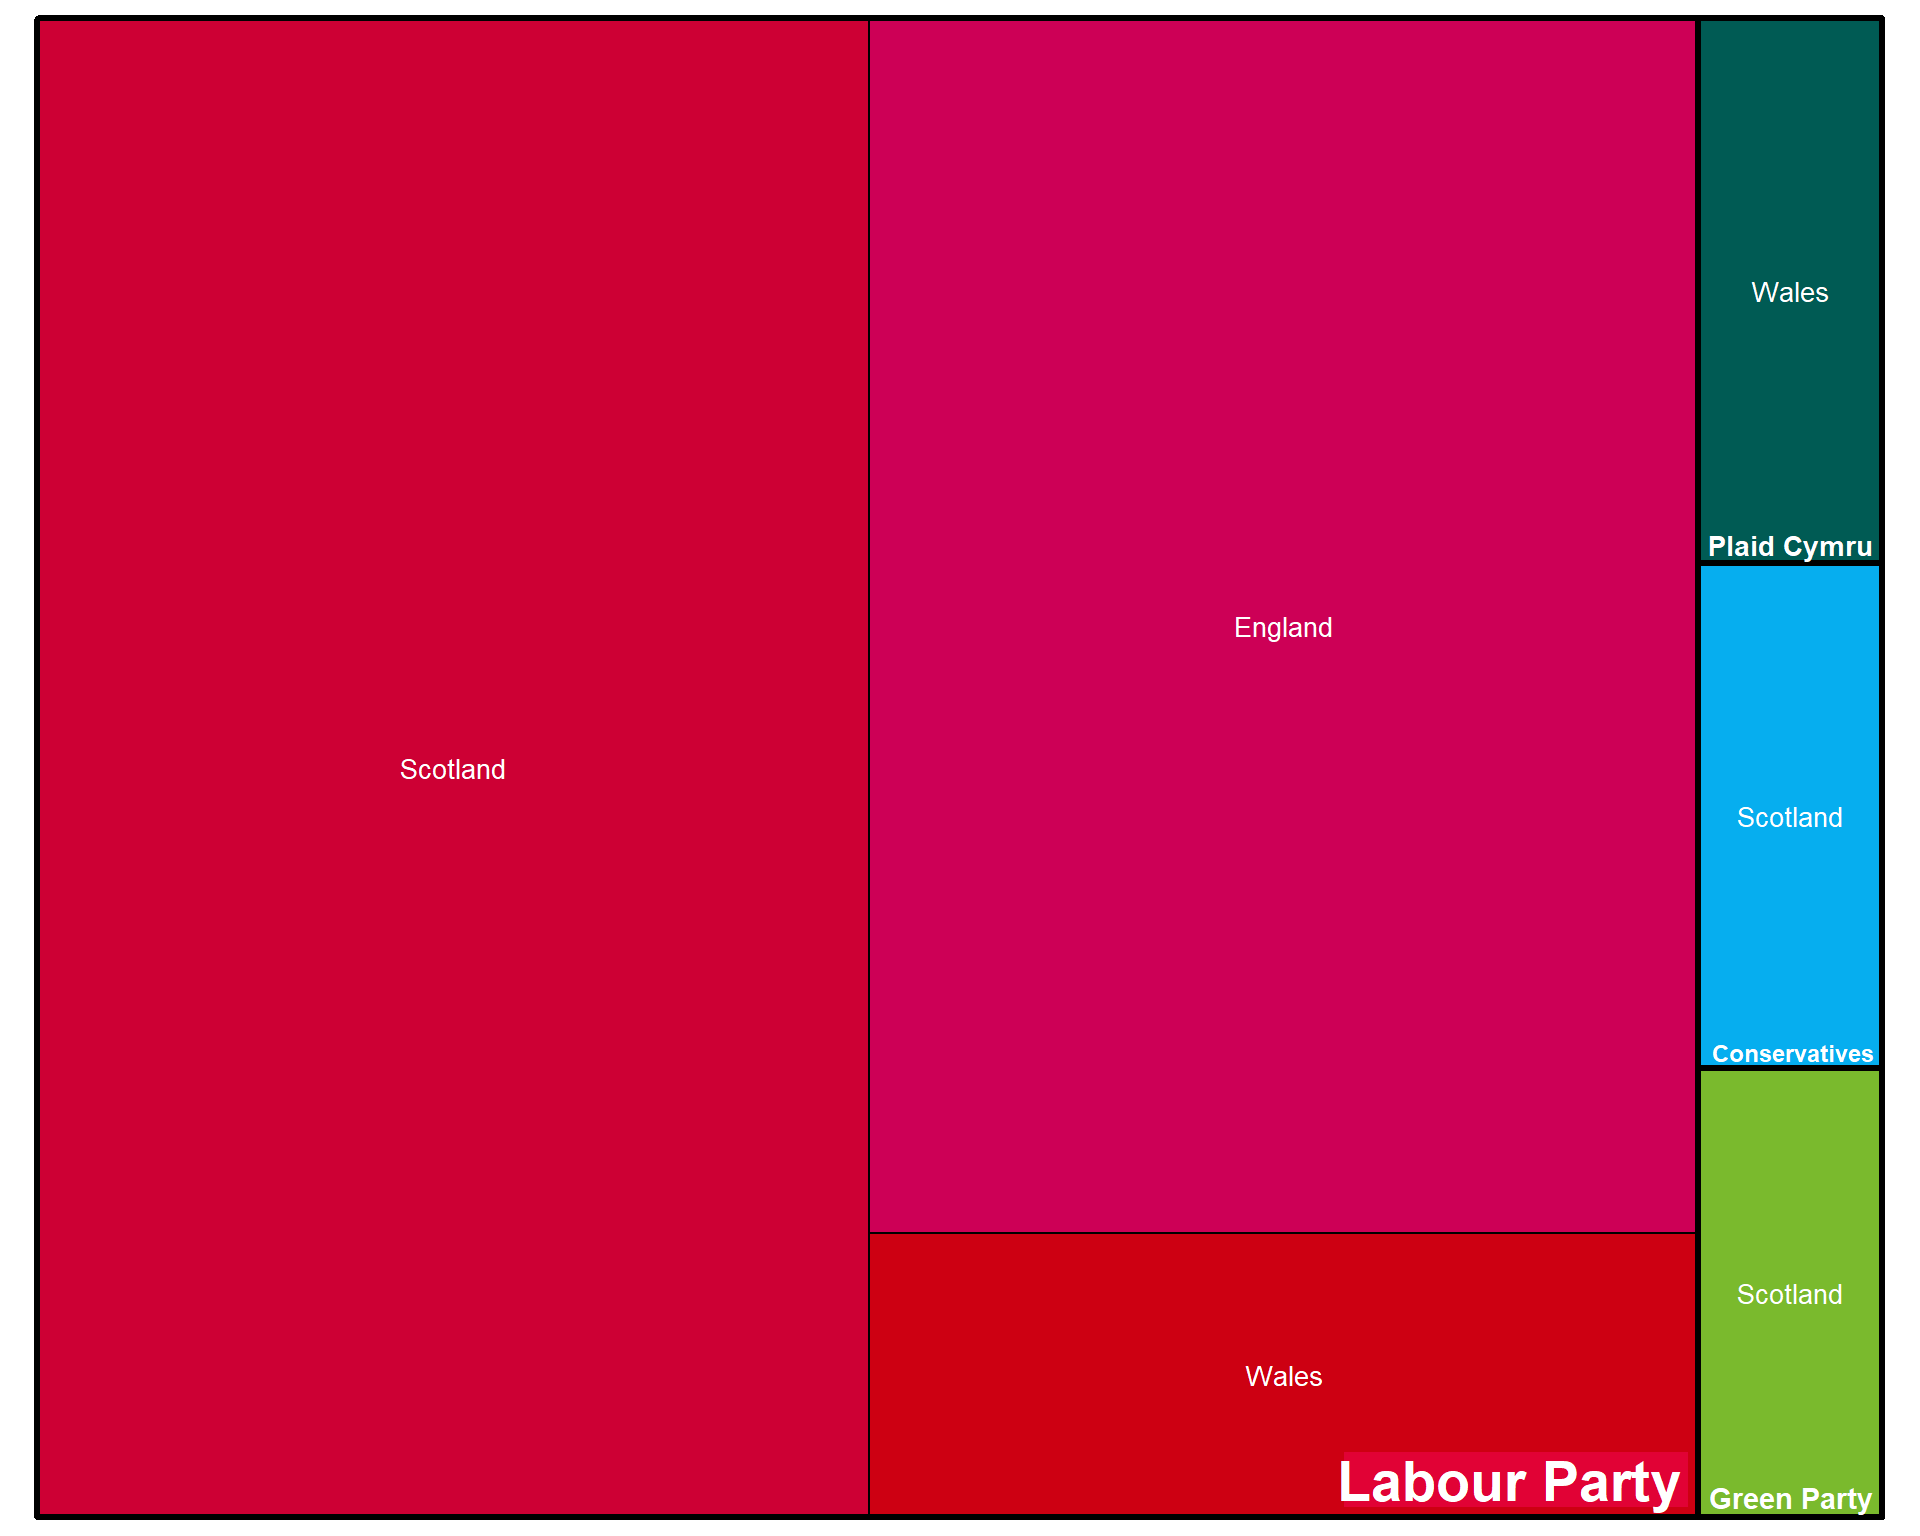 Scotland
England
Wales
Labour Party
Wales
Plaid Cymru
Scotland
Conservatives
Scotland
Green Party